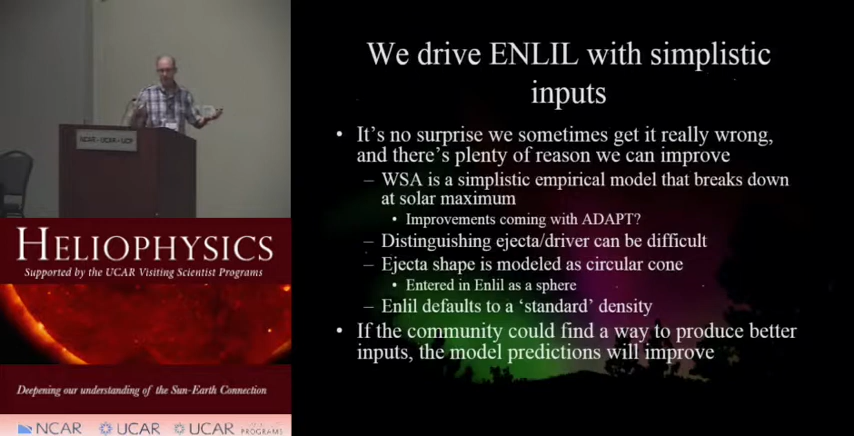 NCAR - UCAR - UCP
HELIOPHYSICS
Supported by the UCAR Visiting Scientist Programs
Deepening our understanding of the Sun-Earth Connection
NCAR UCAR UCAR
PROGRAMS
We drive ENLIL with simplistic
inputs
• It's no surprise we sometimes get it really wrong,
and there's plenty of reason we can improve
– WSA is a simplistic empirical model that breaks down
at solar maximum
• Improvements coming with ADAPT?
– Distinguishing ejecta/driver can be difficult
– Ejecta shape is modeled as circular cone
• Entered in Enlil as a sphere
– Enlil defaults to a 'standard' density
• If the community could find a way to produce better
inputs, the model predictions will improve